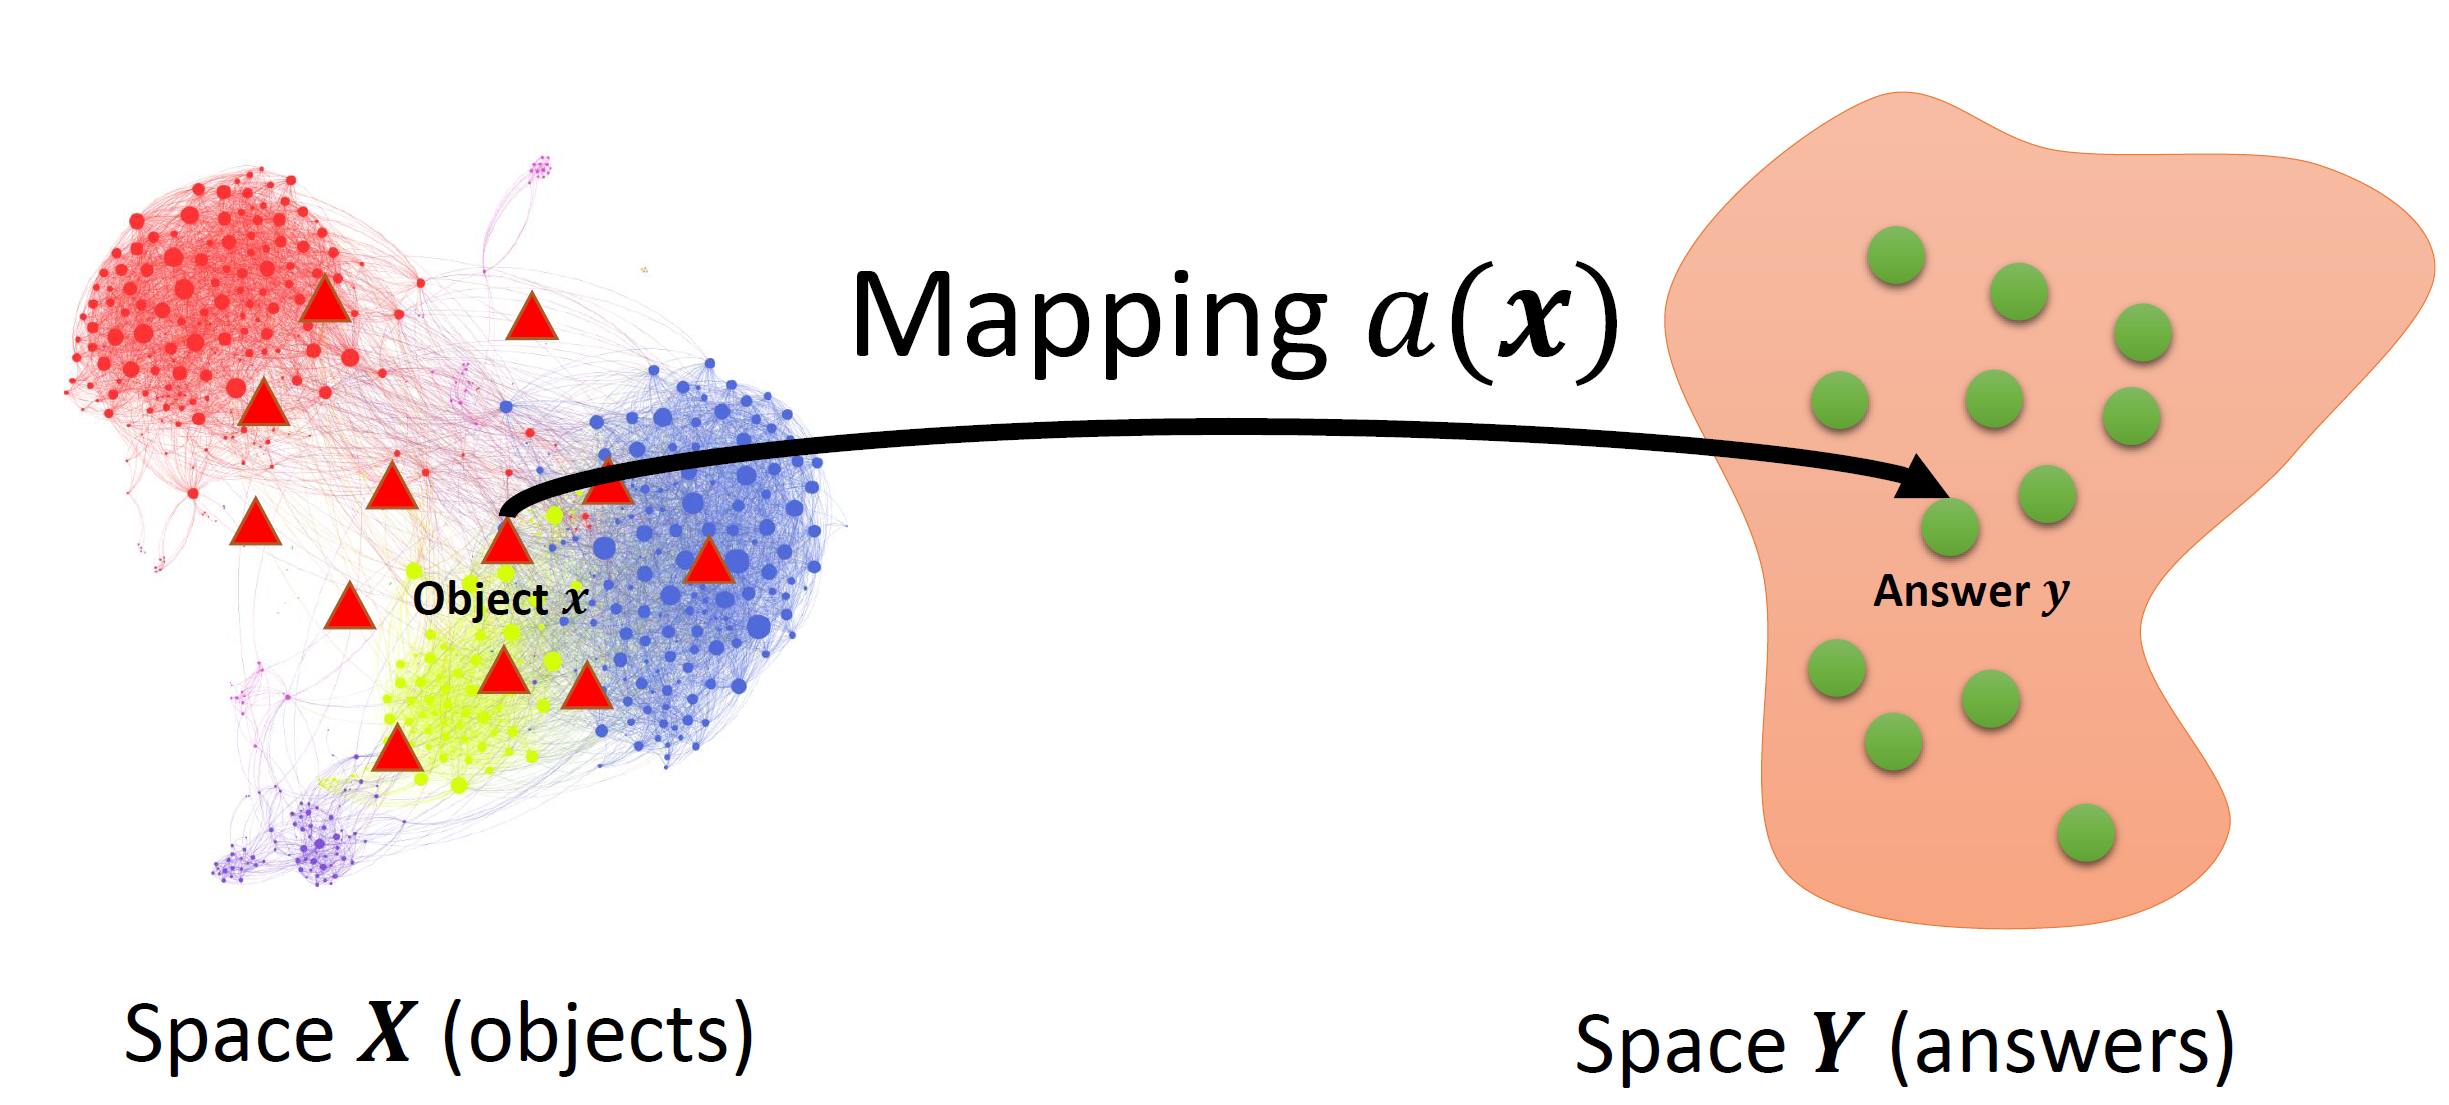 Mapping a(x)
Object x
Answer y
Space X (objects)
Space Y (answers)